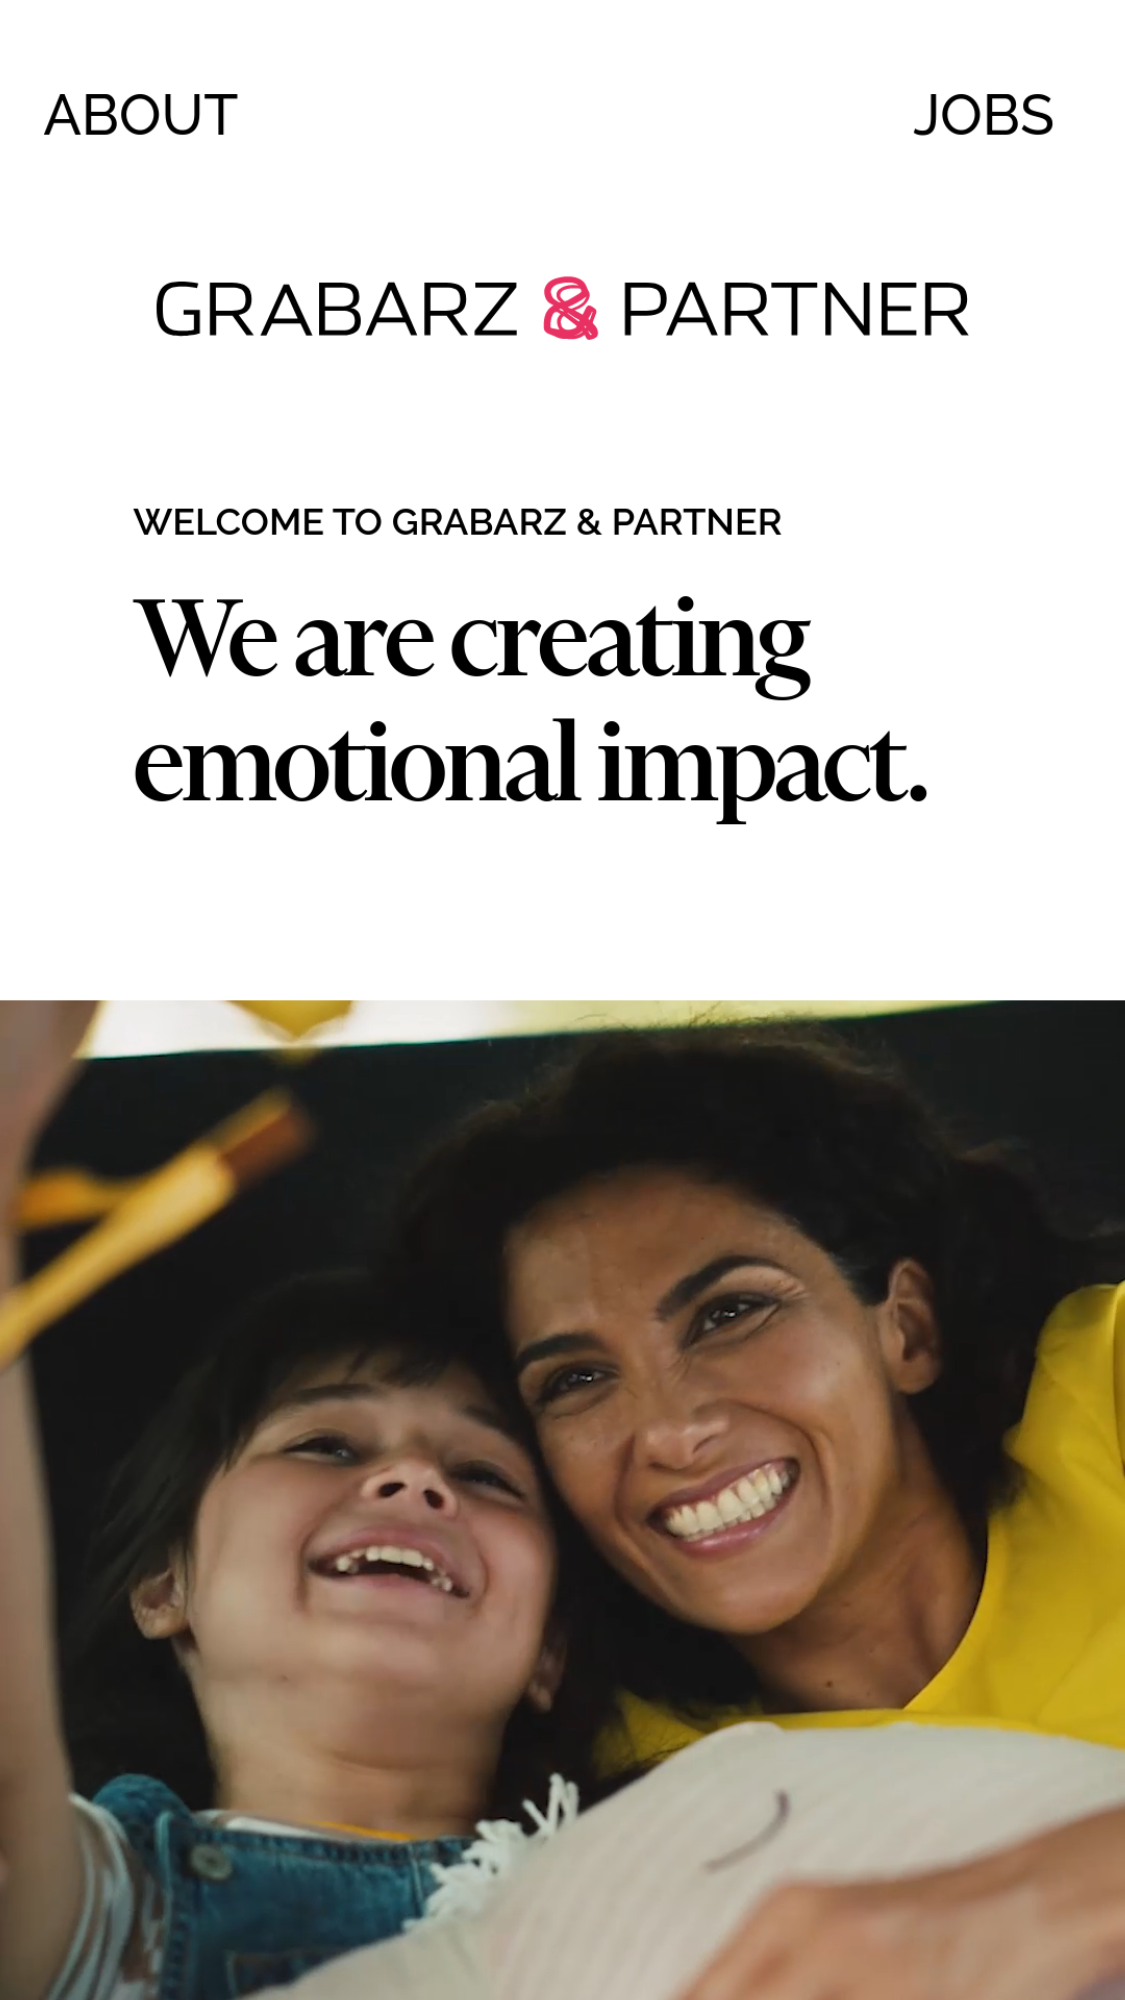 ABOUT JOBS
GRABARZ & PARTNER
WELCOME TO GRABARZ & PARTNER
We are creating
emotional impact.